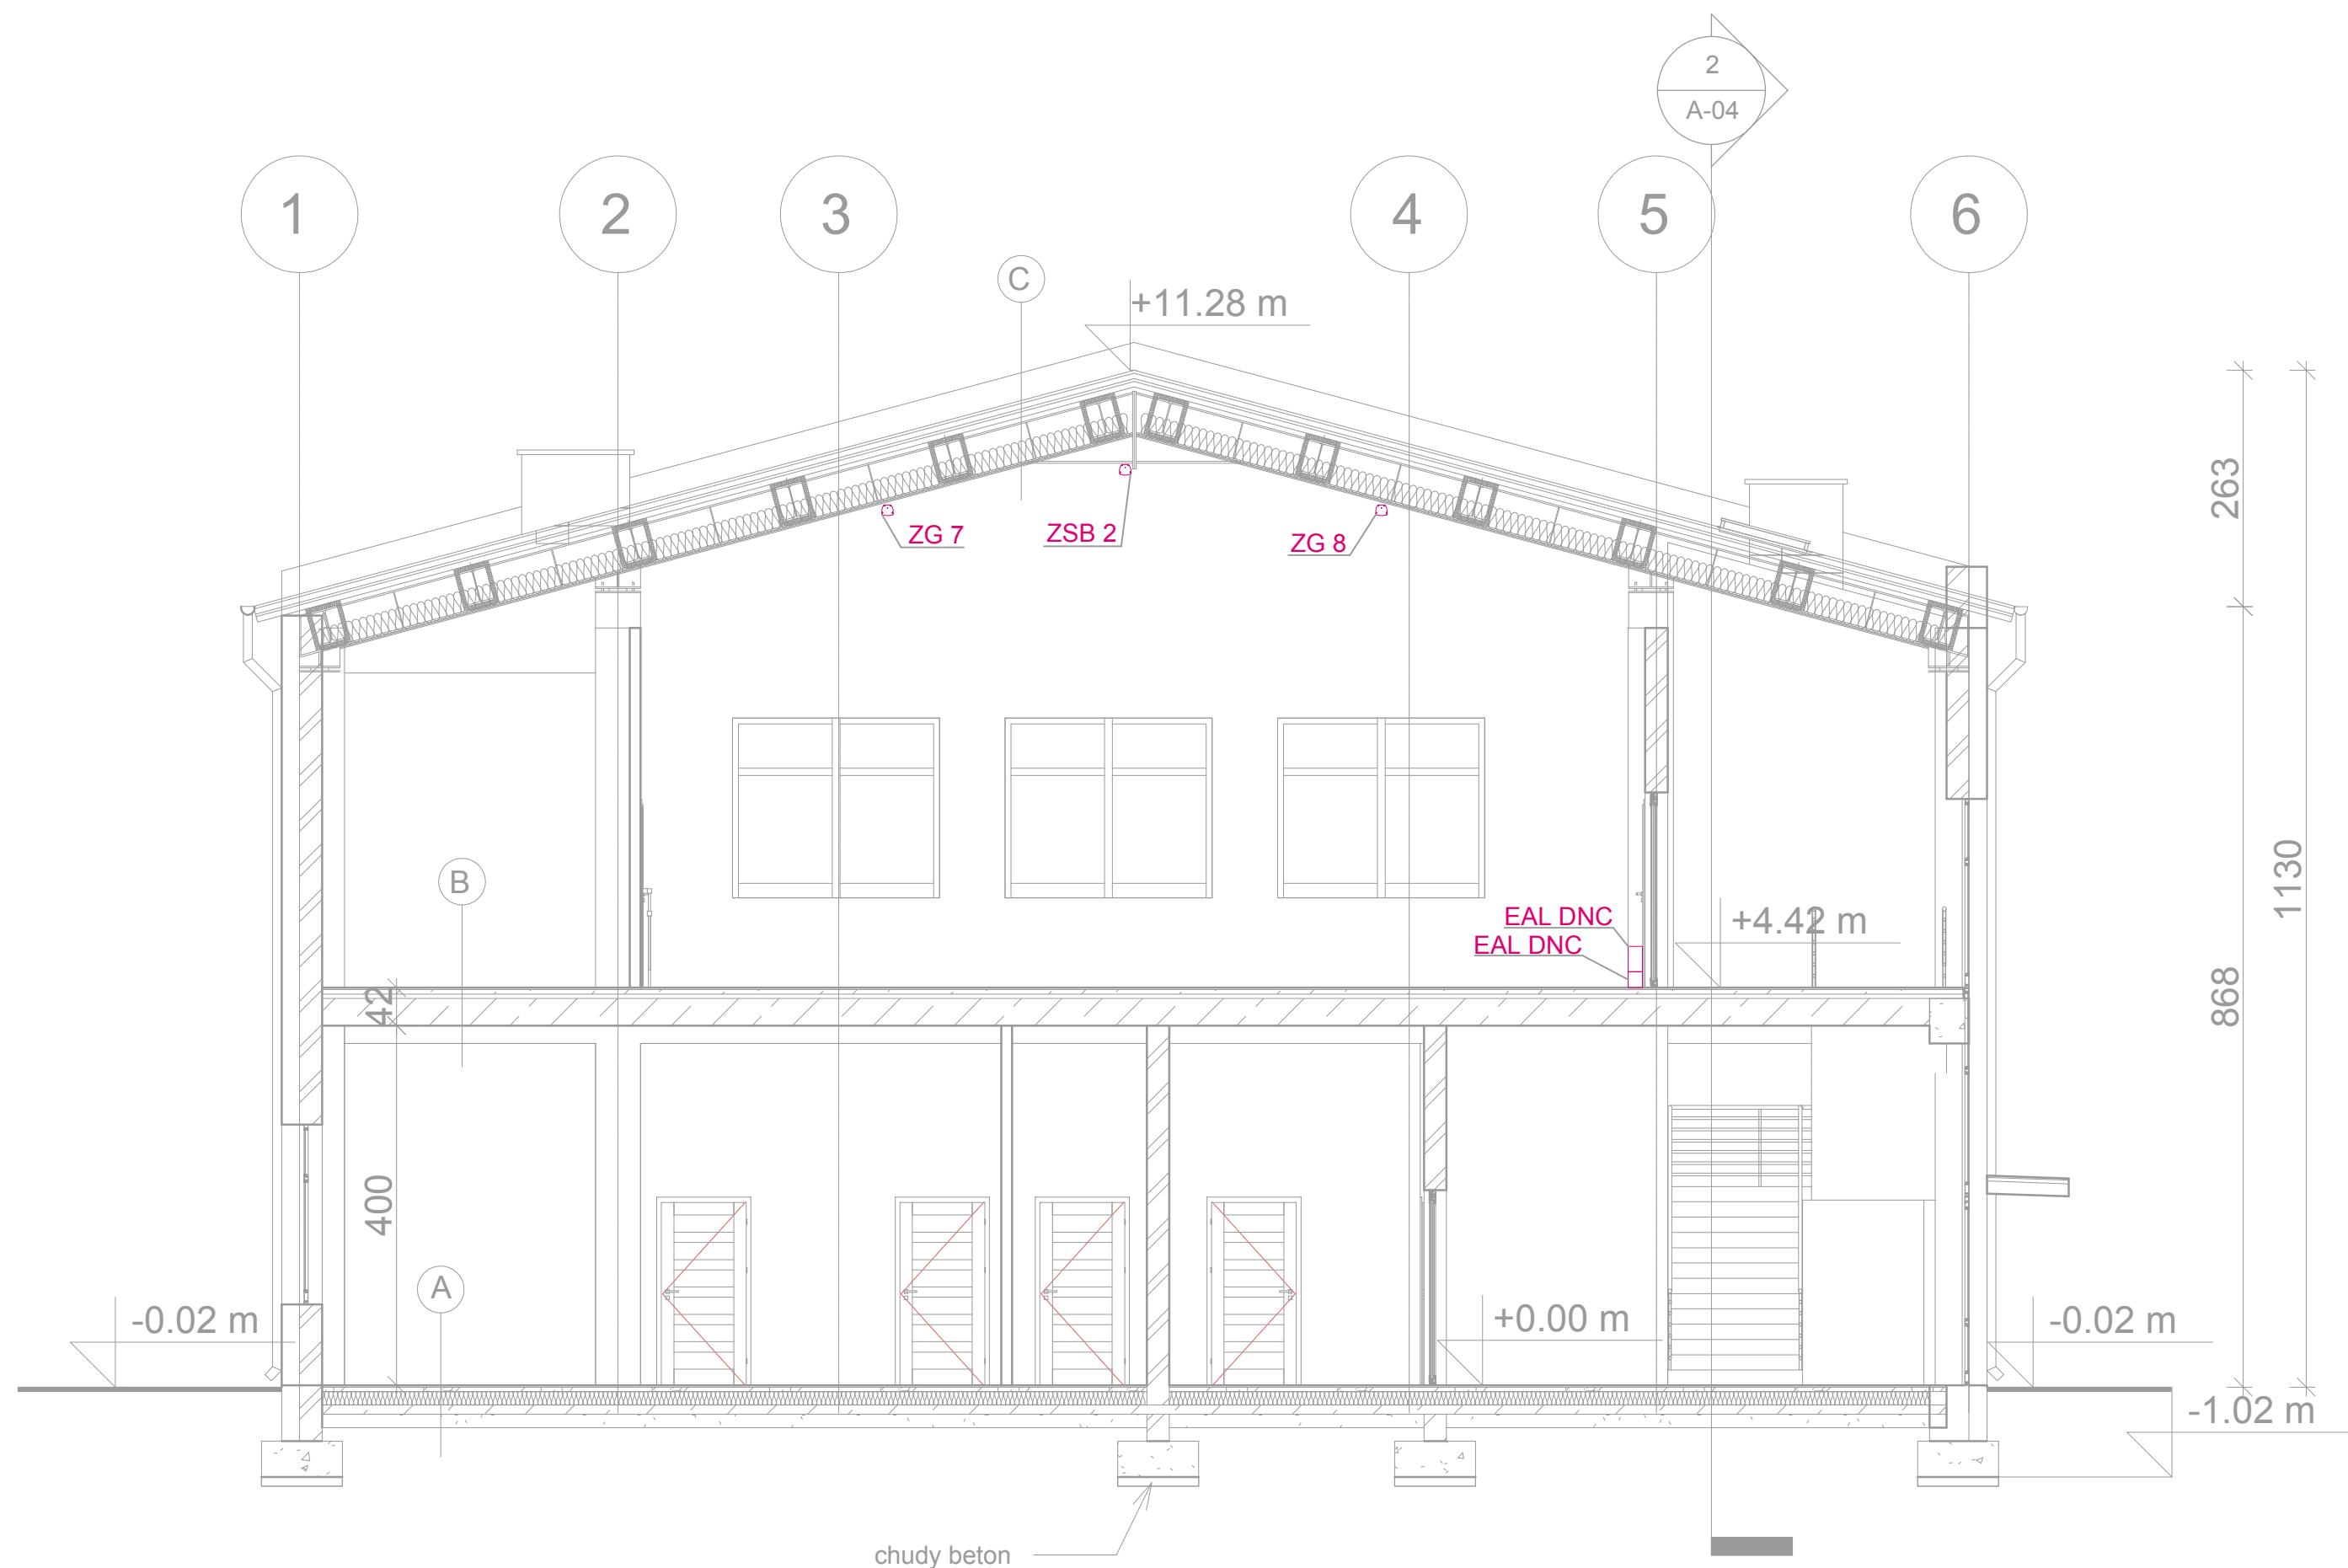 2
A-04
1
2
3
4
5
6
C
+11.28 m
263
ZG 7
ZSB 2
ZG 8
1130
B
EAL DNC
+4.42 m
EAL DNC
868
42
400
A
-0.02 m
+0.00 m
-0.02 m
-1.02 m
chudy beton